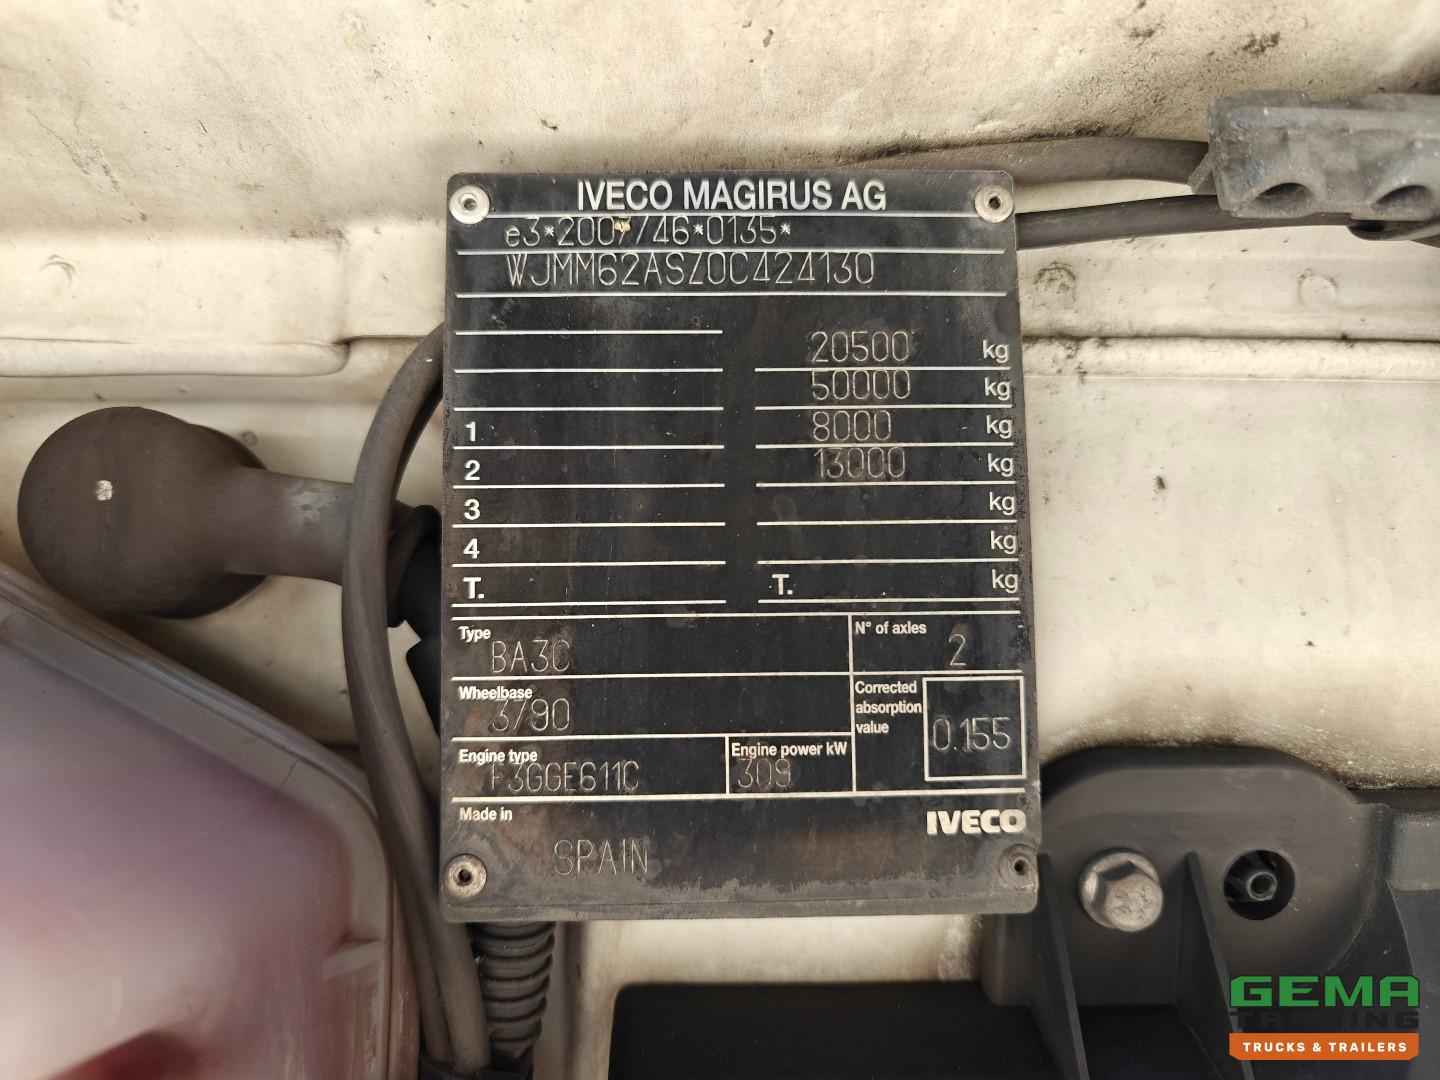 IVECO MAGIRUS AG
e3*2007/46*0135*
WJMM62ASZ0C424130
20500 kg
50000 kg
1 8000 kg
2 13000 kg
3 kg
4 kg
T. T. kg
Type BA3C
N° of axles 2
Wheelbase 3790
Corrected absorption value 0.155
Engine type F3GGE611C
Engine power kW 309
Made in SPAIN
IVECO
GEMA
TRADING
TRUCKS & TRAILERS